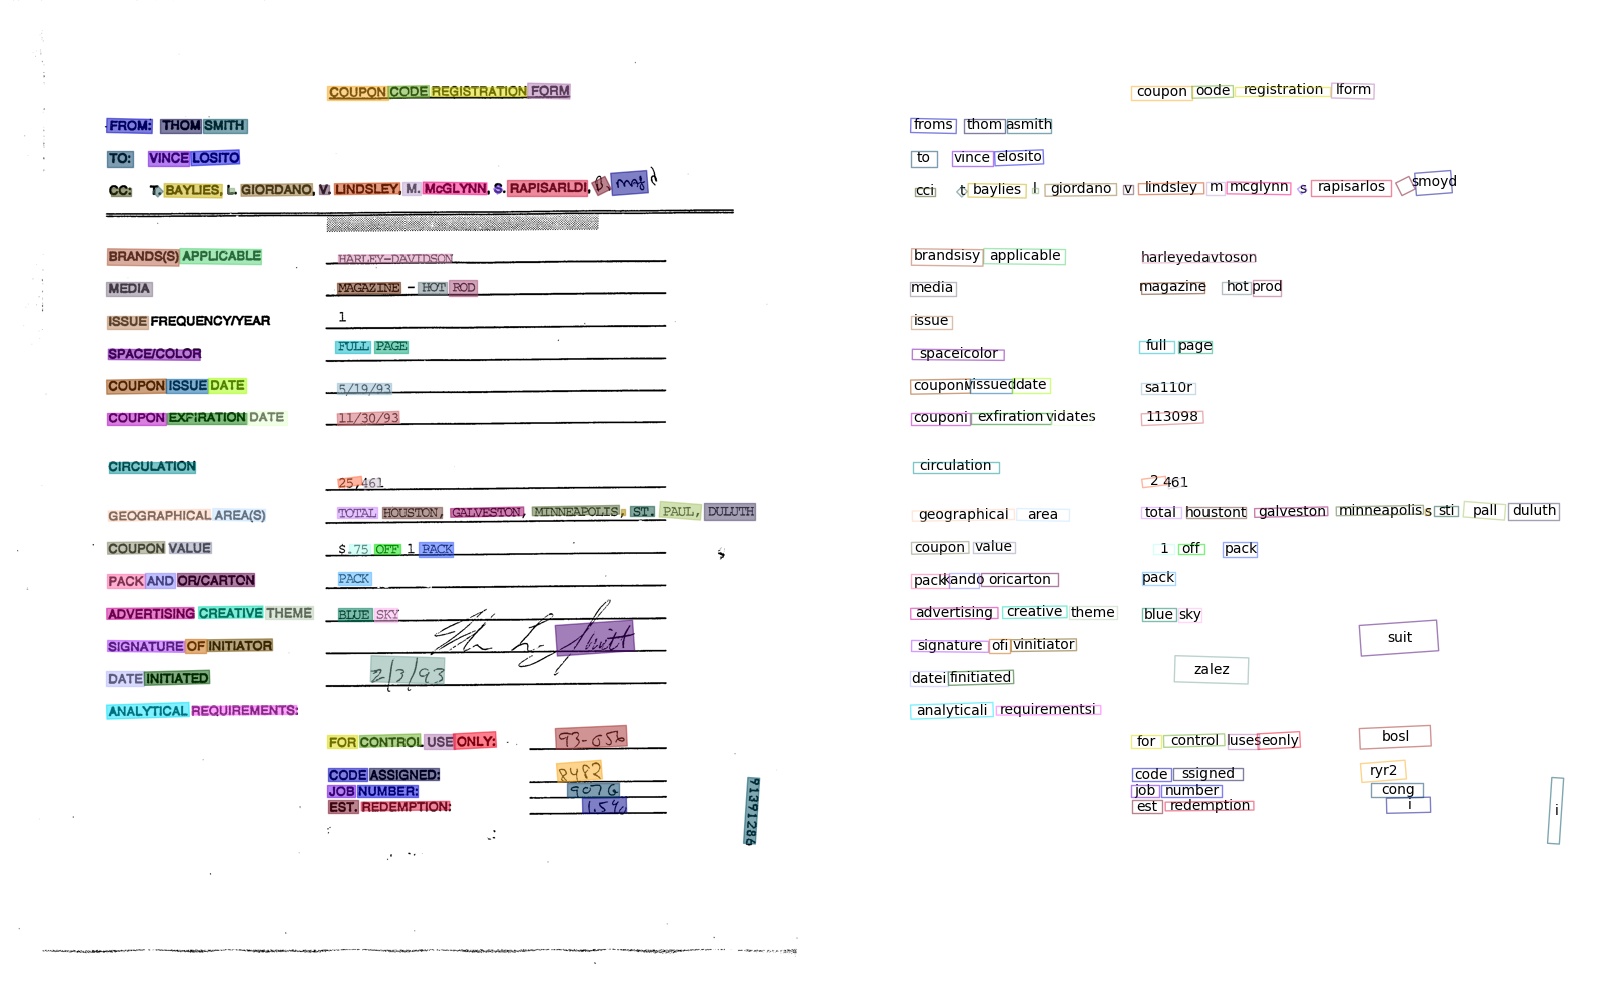 COUPON CODE REGISTRATION FORM
FROM: THOM SMITH
TO: VINCE LOSITO
CC: T. BAYLIES, L. GIORDANO, V. LINDSLEY, M. McGLYNN, S. RAPISARLDI,
BRANDS(S) APPLICABLE HARLEY-DAVIDSON
MEDIA MAGAZINE - HOT ROD
ISSUE FREQUENCY/YEAR 1
SPACE/COLOR FULL PAGE
COUPON ISSUE DATE 5/19/93
COUPON EXPIRATION DATE 11/30/93
CIRCULATION
25,461
GEOGRAPHICAL AREA(S) TOTAL HOUSTON, GALVESTON, MINNEAPOLIS, ST. PAUL, DULUTH
COUPON VALUE $.75 OFF 1 PACK
PACK AND OR/CARTON PACK
ADVERTISING CREATIVE THEME BLUE SKY
SIGNATURE OF INITIATOR
DATE INITIATED 2/3/93
ANALYTICAL REQUIREMENTS:
FOR CONTROL USE ONLY: 93-056
CODE ASSIGNED: 8482
JOB NUMBER: 907G
EST. REDEMPTION: 1.5%
91391286
coupon oode registration lform
froms thom asmith
to vince elosito
cci t baylies l giordano v lindsley m mcglynn s rapisarlos smoyd
brandsisy applicable harleyedavtoson
media magazine hot prod
issue
spaceicolor full page
couponi vissueddate sa110r
couponi exfiration vidates 113098
circulation
2 461
geographical area total houstont galveston minneapolis s sti pall duluth
coupon value 1 off pack
pack kando oricarton pack
advertising creative theme blue sky
signature ofi vinitiator suit
datei finitiated zalez
analyticali requirementsi
for control luses eonly bosl
code ssigned ryr2
job number cong
est redemption i
i